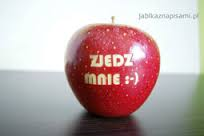 jablkaznapisami.pl
ZJEDZ
MNIE :-)